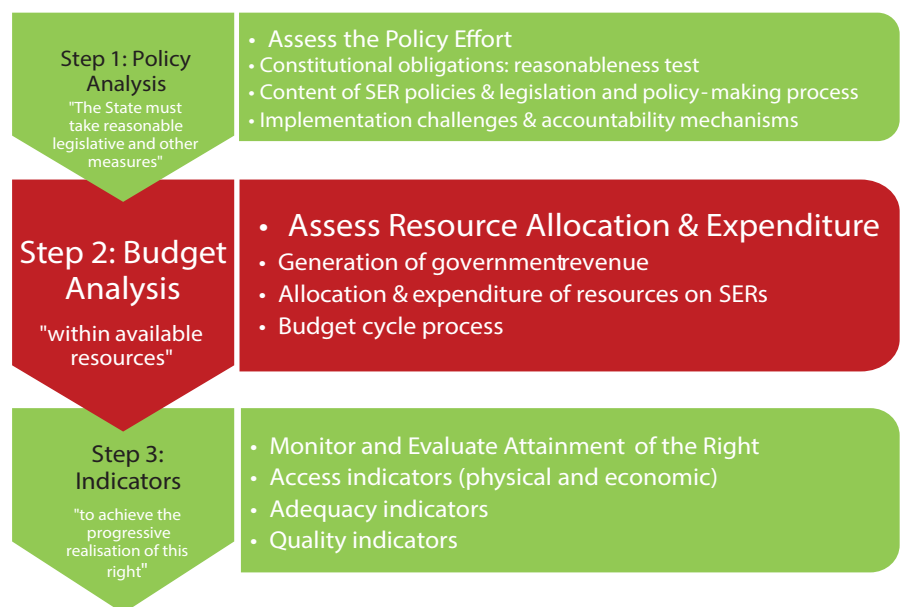 Step 1: Policy
Analysis
"The State must
take reasonable
legislative and other
measures"
• Assess the Policy Effort
• Constitutional obligations: reasonableness test
• Content of SER policies & legislation and policy-making process
• Implementation challenges & accountability mechanisms
Step 2: Budget
Analysis
"within available
resources"
• Assess Resource Allocation & Expenditure
• Generation of governmentrevenue
• Allocation & expenditure of resources on SERs
• Budget cycle process
Step 3:
Indicators
"to achieve the
progressive
realisation of this
right"
• Monitor and Evaluate Attainment of the Right
• Access indicators (physical and economic)
• Adequacy indicators
• Quality indicators